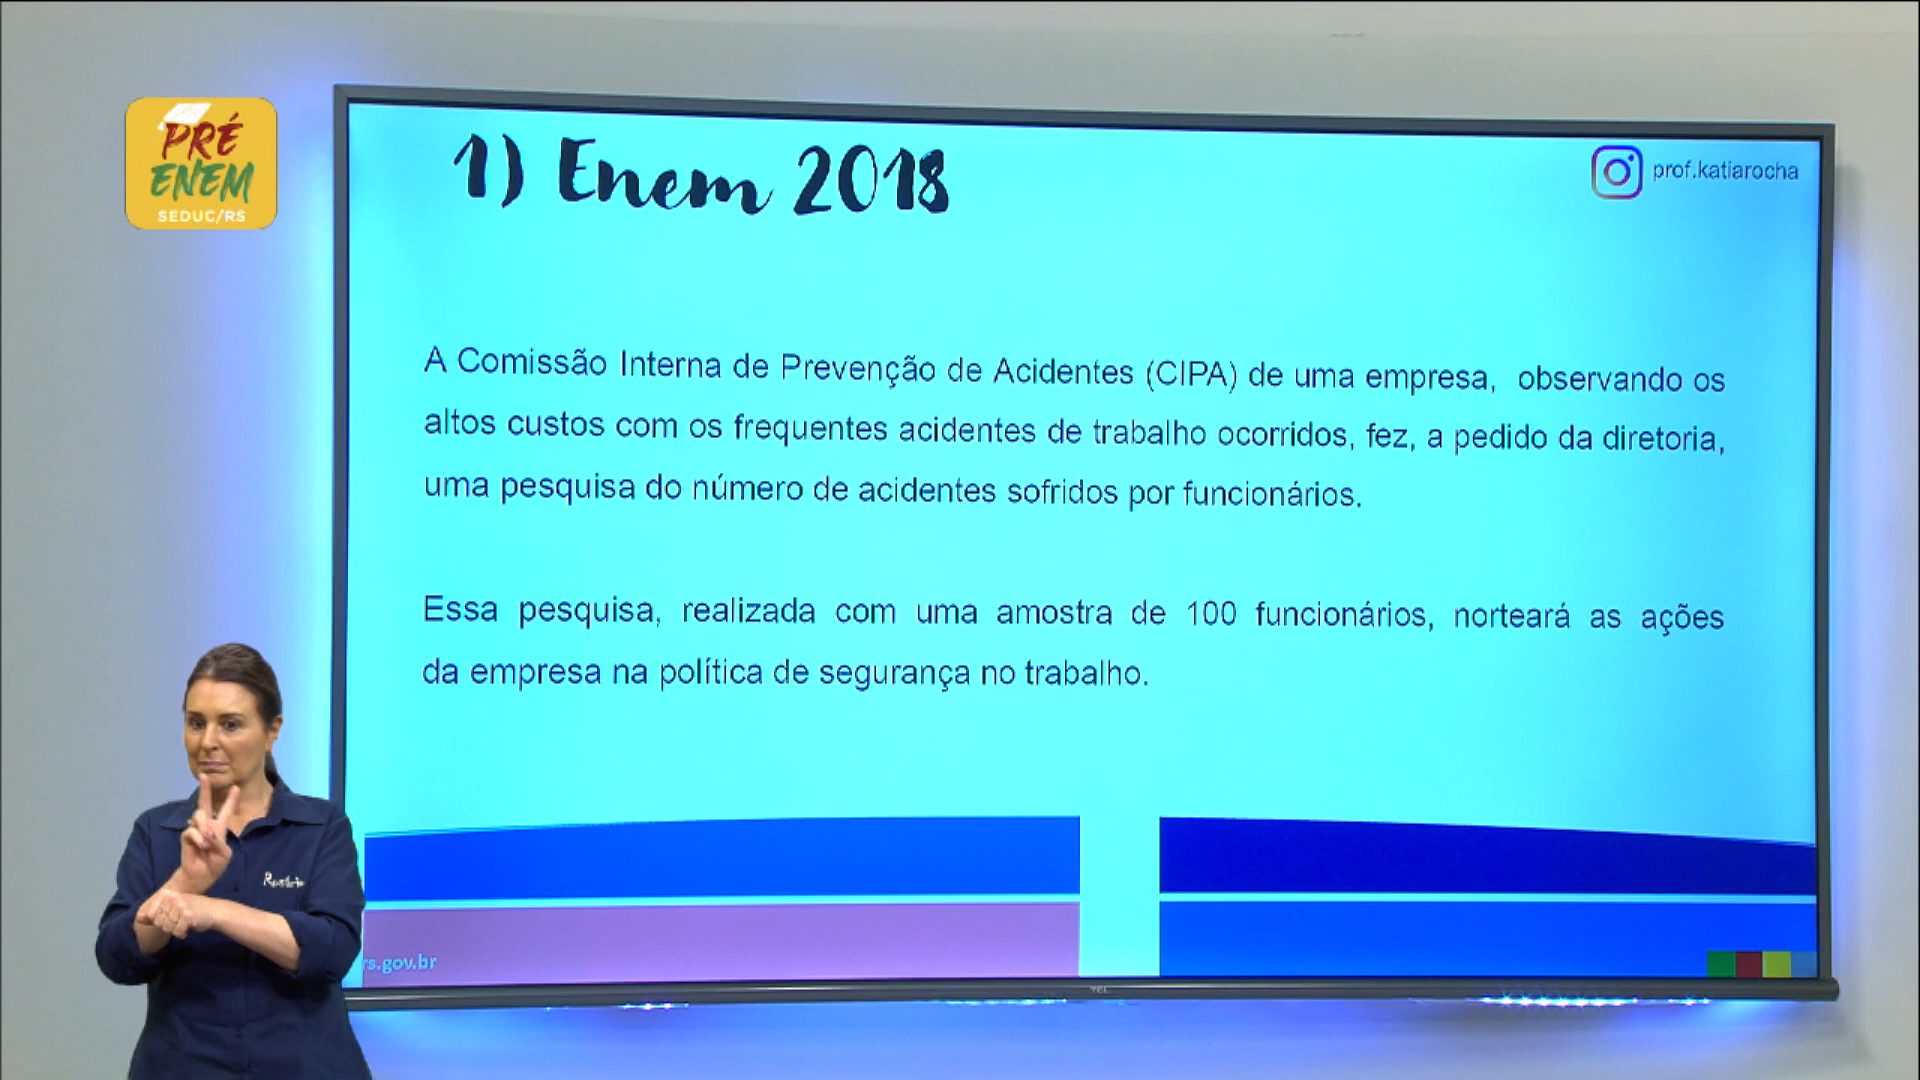 PRÉ
ENEM
SEDUC/RS
1) Enem 2018
prof.katiarocha
A Comissão Interna de Prevenção de Acidentes (CIPA) de uma empresa, observando os
altos custos com os frequentes acidentes de trabalho ocorridos, fez, a pedido da diretoria,
uma pesquisa do número de acidentes sofridos por funcionários.
Essa pesquisa, realizada com uma amostra de 100 funcionários, norteará as ações
da empresa na política de segurança no trabalho.
rs.gov.br
TCL